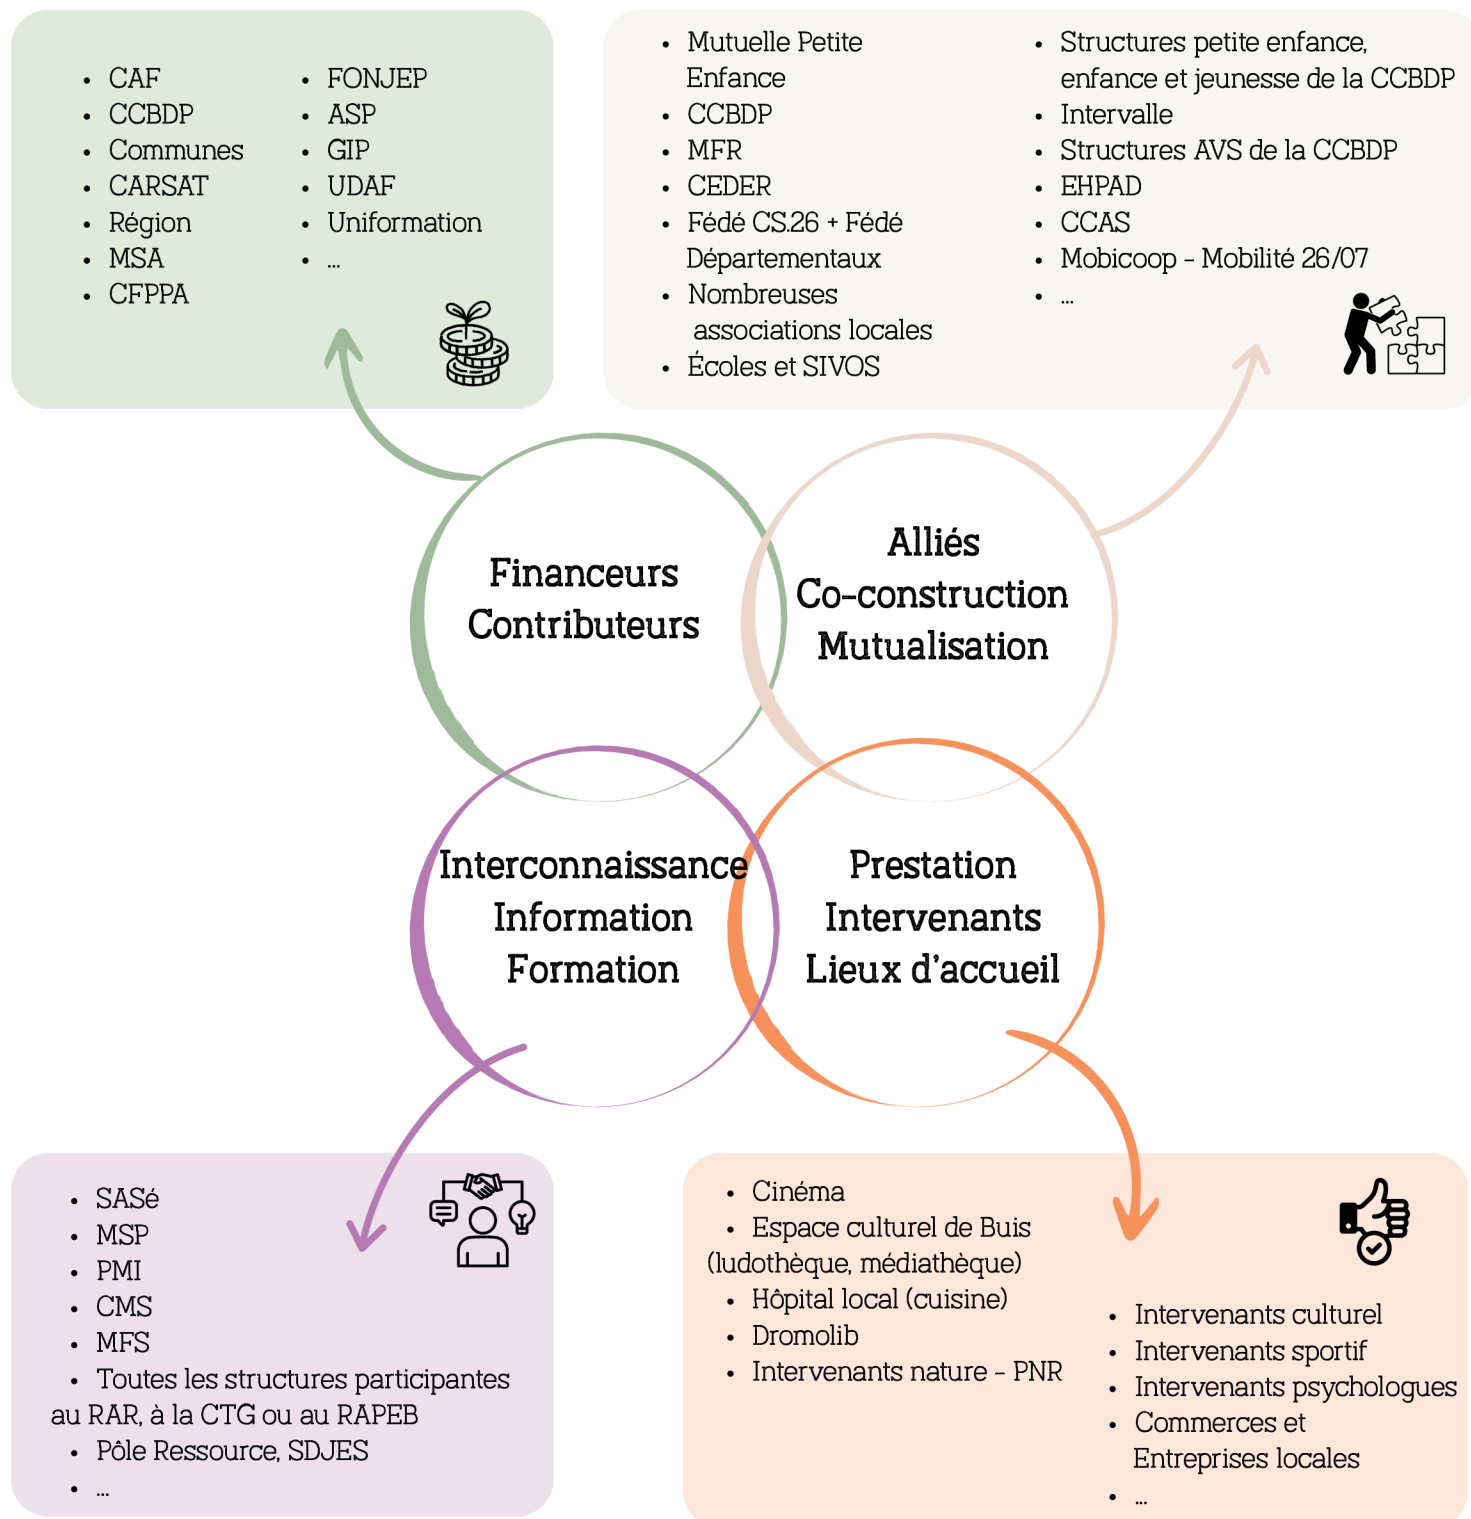 CAF
CCBDP
Communes
CARSAT
Région
MSA
CFPPA
FONJEP
ASP
GIP
UDAF
Uniformation
...
Mutuelle Petite
Enfance
CCBDP
MFR
CEDER
Fédé CS.26 + Fédé
Départementaux
Nombreuses
associations locales
Écoles et SIVOS
Structures petite enfance,
enfance et jeunesse de la CCBDP
Intervalle
Structures AVS de la CCBDP
EHPAD
CCAS
Mobicoop - Mobilité 26/07
...
Financeurs
Contributeurs
Alliés
Co-construction
Mutualisation
Interconnaissance
Information
Formation
Prestation
Intervenants
Lieux d'accueil
SASé
MSP
PMI
CMS
MFS
Toutes les structures participantes
au RAR, à la CTG ou au RAPEB
Pôle Ressource, SDJES
...
Cinéma
Espace culturel de Buis
(ludothèque, médiathèque)
Hôpital local (cuisine)
Dromolib
Intervenants nature - PNR
Intervenants culturel
Intervenants sportif
Intervenants psychologues
Commerces et
Entreprises locales
...